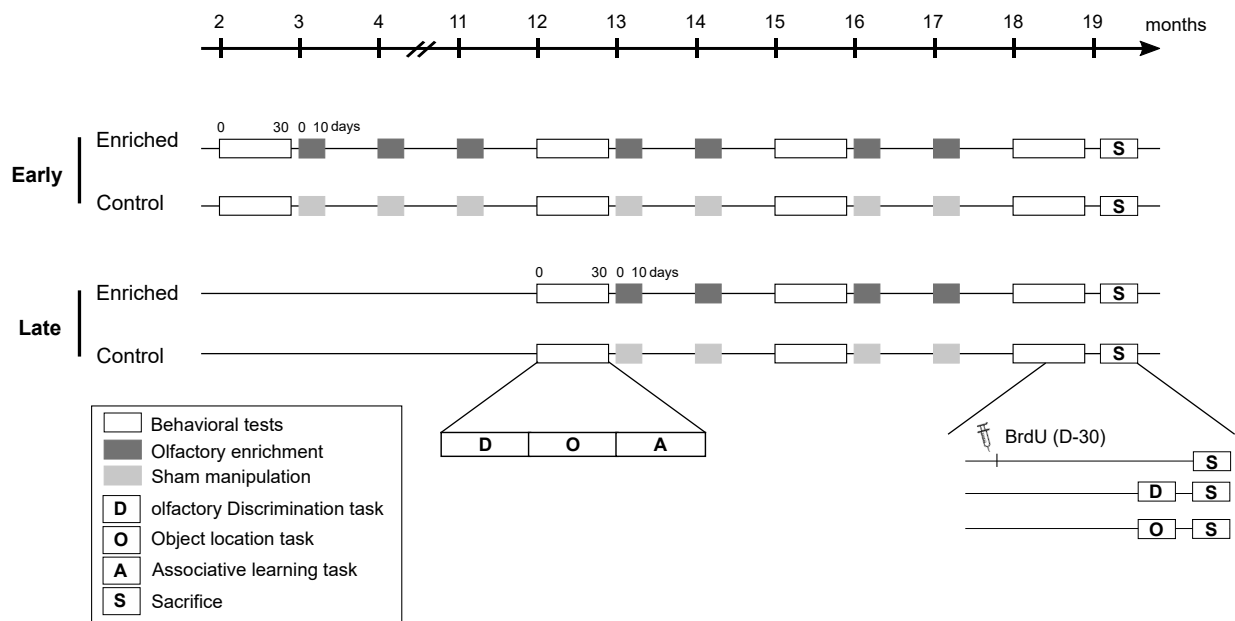 2 3 4 11 12 13 14 15 16 17 18 19 months
0 30 0 10 days
Enriched
S
Early
Control
S
0 30 0 10 days
Enriched
S
Late
Control
S
D O A
BrdU (D-30)
S
D S
O S
Behavioral tests
Olfactory enrichment
Sham manipulation
D olfactory Discrimination task
O Object location task
A Associative learning task
S Sacrifice